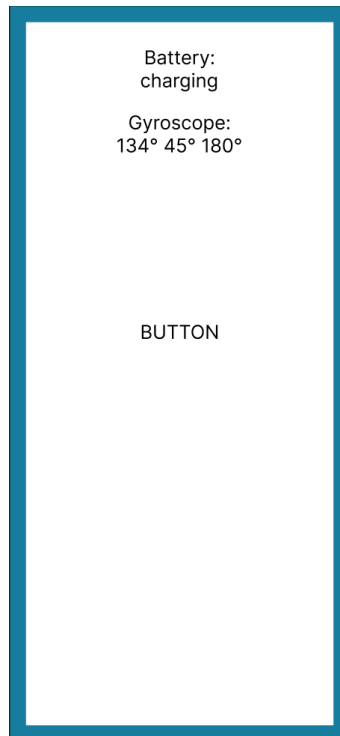 Battery:
charging
Gyroscope:
134° 45° 180°
BUTTON